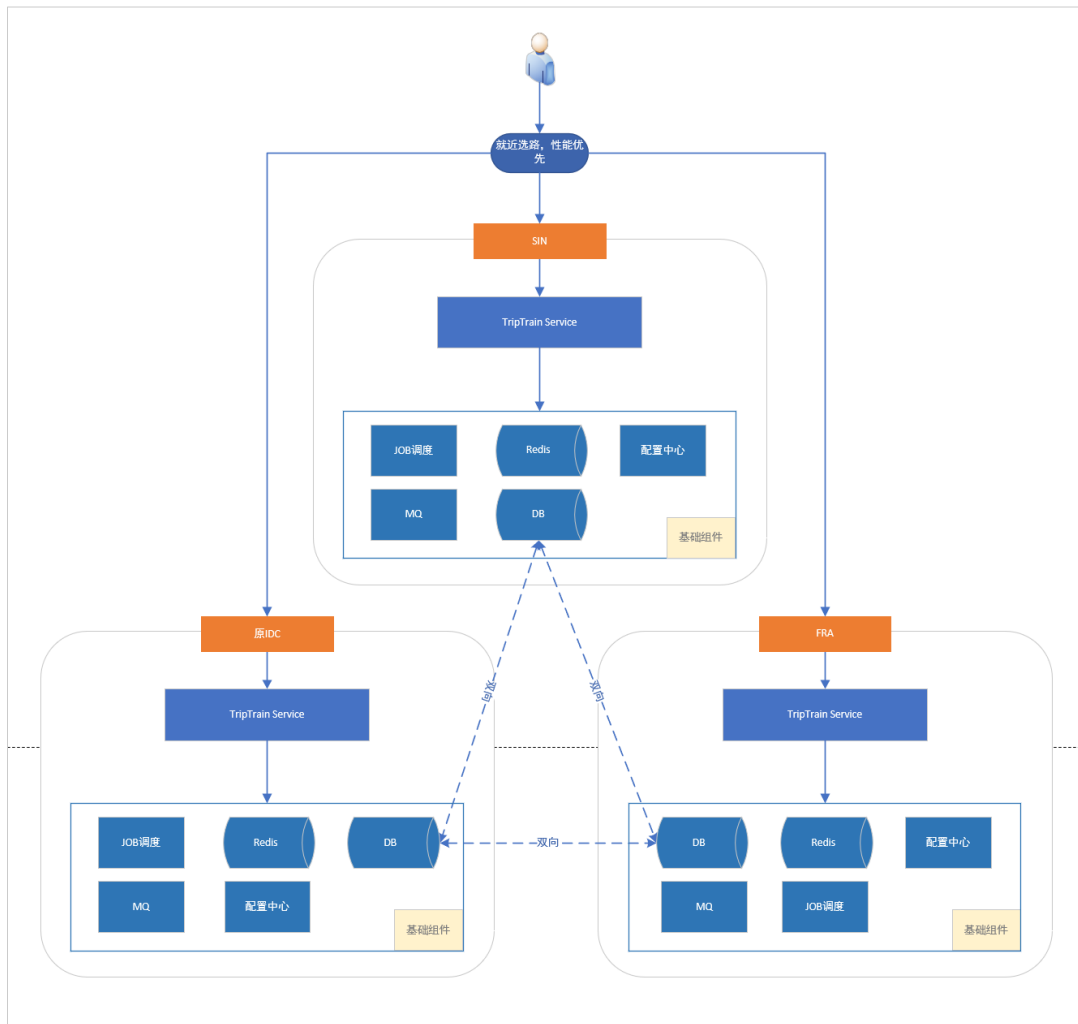 就近选路，性能优
先
SIN
TripTrain Service
JOB调度
Redis
配置中心
MQ
DB
基础组件
双向
双向
原IDC
TripTrain Service
JOB调度
Redis
DB
MQ
配置中心
基础组件
双向
FRA
TripTrain Service
DB
Redis
配置中心
MQ
JOB调度
基础组件